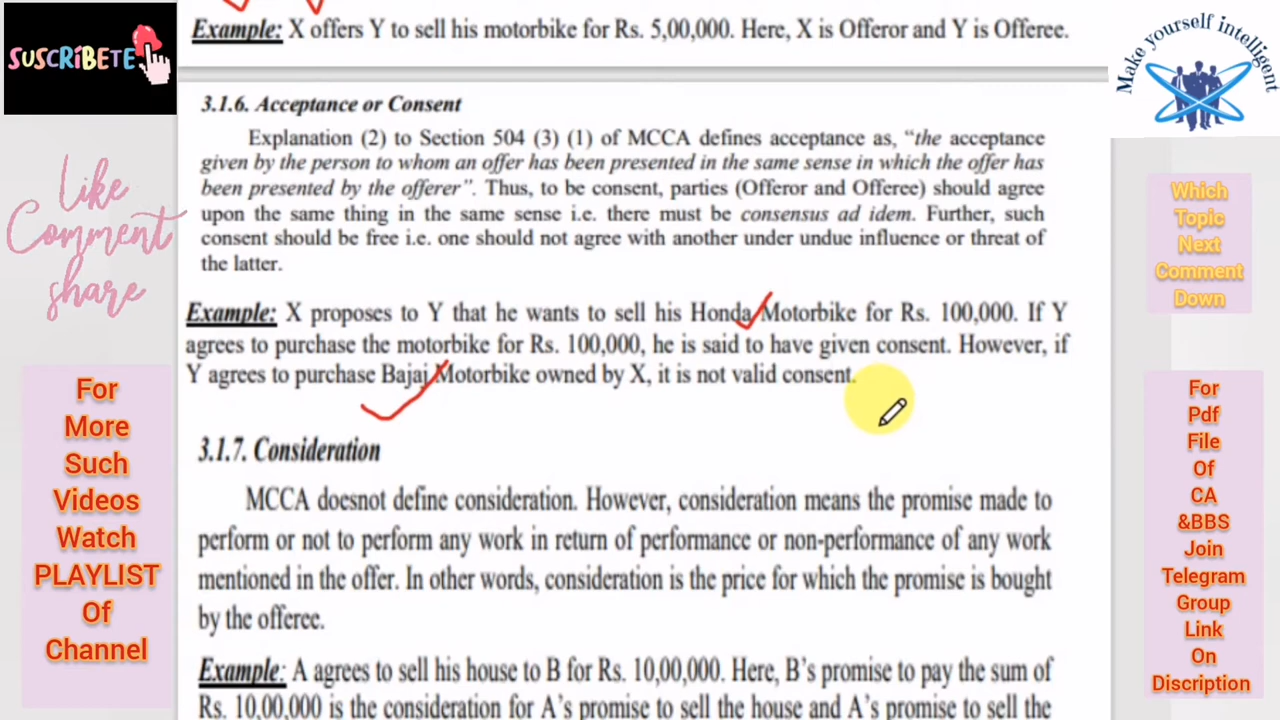 SUSCRÍBETE
Example: X offers Y to sell his motorbike for Rs. 5,00,000. Here, X is Offeror and Y is Offeree.
Make yourself intelligent
3.1.6. Acceptance or Consent
Explanation (2) to Section 504 (3) (1) of MCCA defines acceptance as, “the acceptance
given by the person to whom an offer has been presented in the same sense in which the offer has
been presented by the offerer”. Thus, to be consent, parties (Offeror and Offeree) should agree
upon the same thing in the same sense i.e. there must be consensus ad idem. Further, such
consent should be free i.e. one should not agree with another under undue influence or threat of
the latter.
Example: X proposes to Y that he wants to sell his Honda Motorbike for Rs. 100,000. If Y
agrees to purchase the motorbike for Rs. 100,000, he is said to have given consent. However, if
Y agrees to purchase Bajaj Motorbike owned by X, it is not valid consent.
3.1.7. Consideration
MCCA doesnot define consideration. However, consideration means the promise made to
perform or not to perform any work in return of performance or non-performance of any work
mentioned in the offer. In other words, consideration is the price for which the promise is bought
by the offeree.
Example: A agrees to sell his house to B for Rs. 10,00,000. Here, B’s promise to pay the sum of
Rs. 10,00,000 is the consideration for A’s promise to sell the house and A’s promise to sell the
like
Comment
share
For
More
Such
Videos
Watch
PLAYLIST
Of
Channel
Which
Topic
Next
Comment
Down
For
Pdf
File
Of
CA
&BBS
Join
Telegram
Group
Link
On
Discription